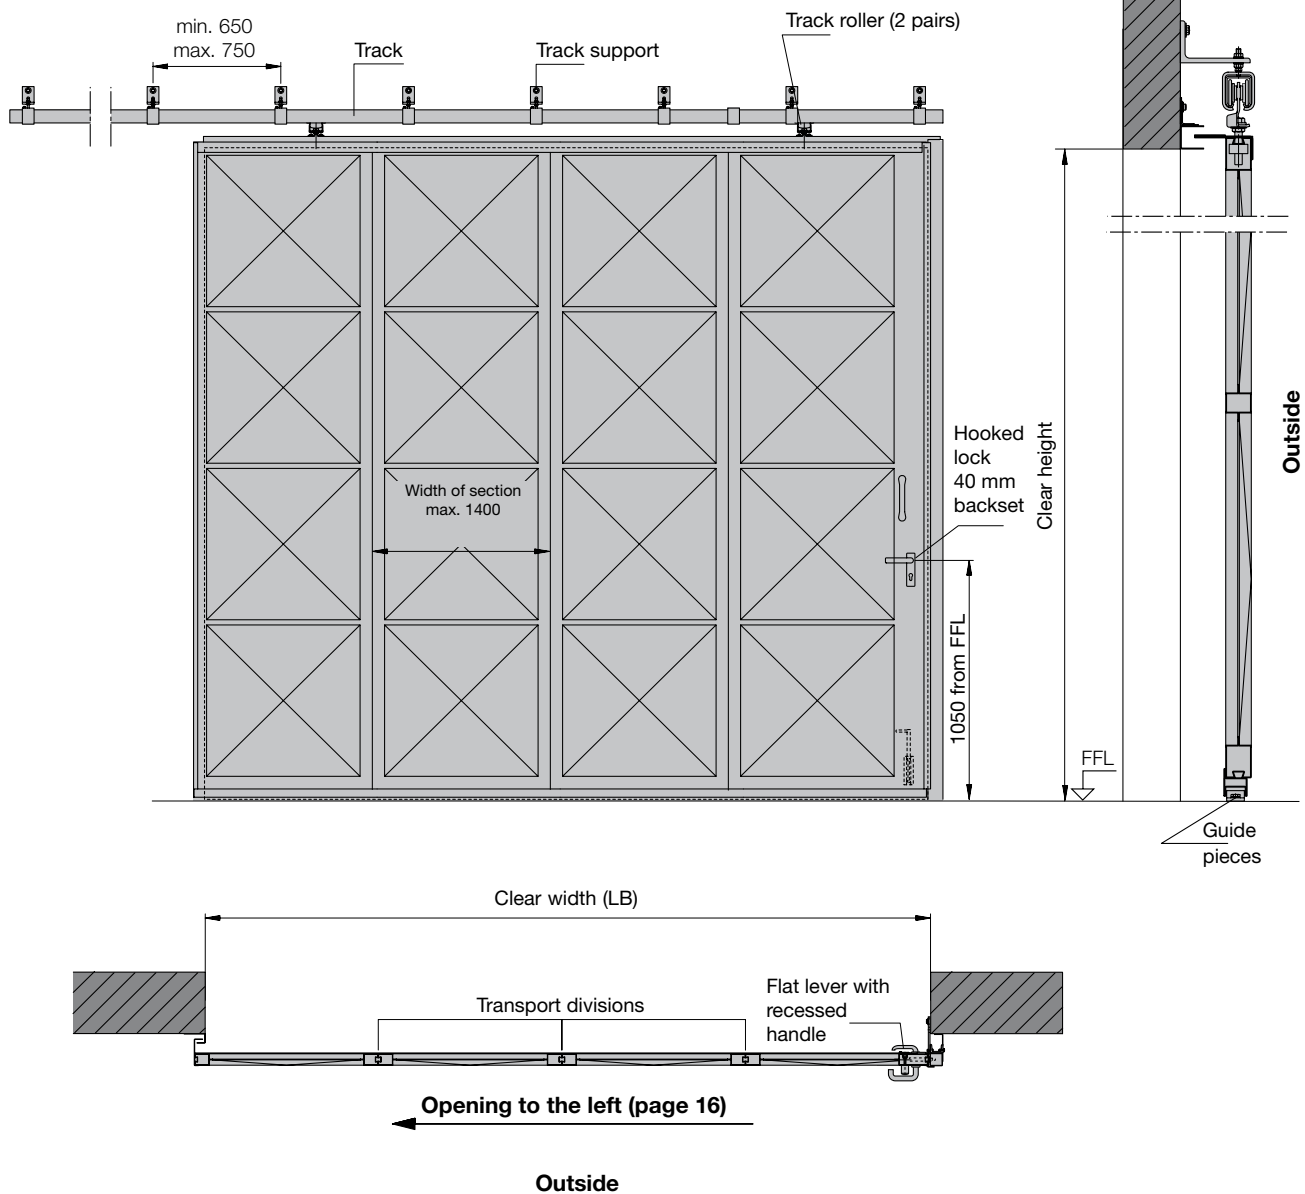 min. 650
max. 750
Track
Track support
Track roller (2 pairs)
Width of section
max. 1400
Hooked
lock
40 mm
backset
Clear height
Outside
1050 from FFL
FFL
Guide
pieces
Clear width (LB)
Transport divisions
Flat lever with
recessed
handle
Opening to the left (page 16)
Outside